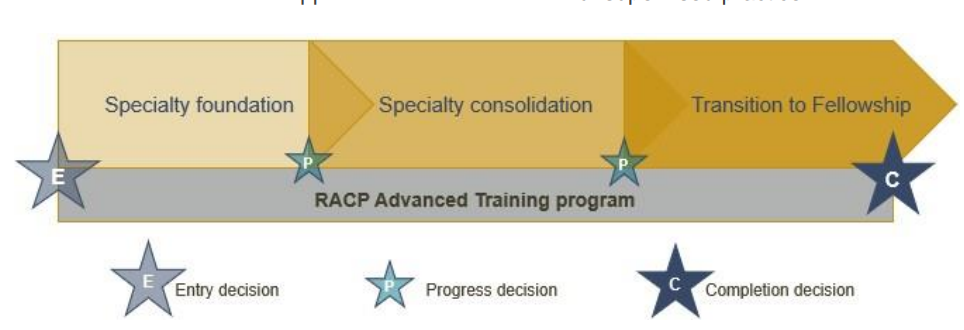 Specialty foundation
Specialty consolidation
Transition to Fellowship
E
P
P
C
RACP Advanced Training program
E
Entry decision
P
Progress decision
C
Completion decision